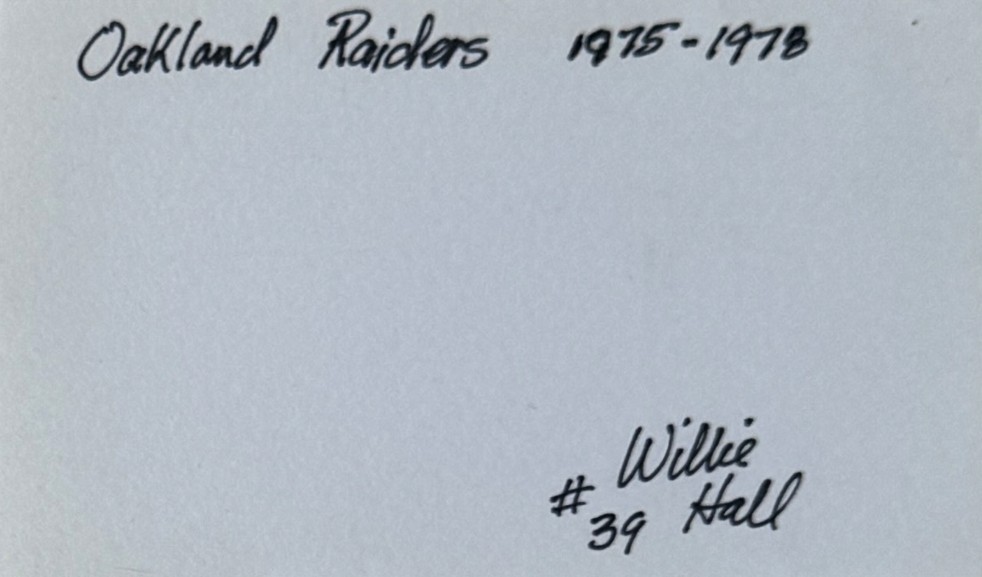 Oakland Raiders 1975-1978
Willie
# 39 Hall